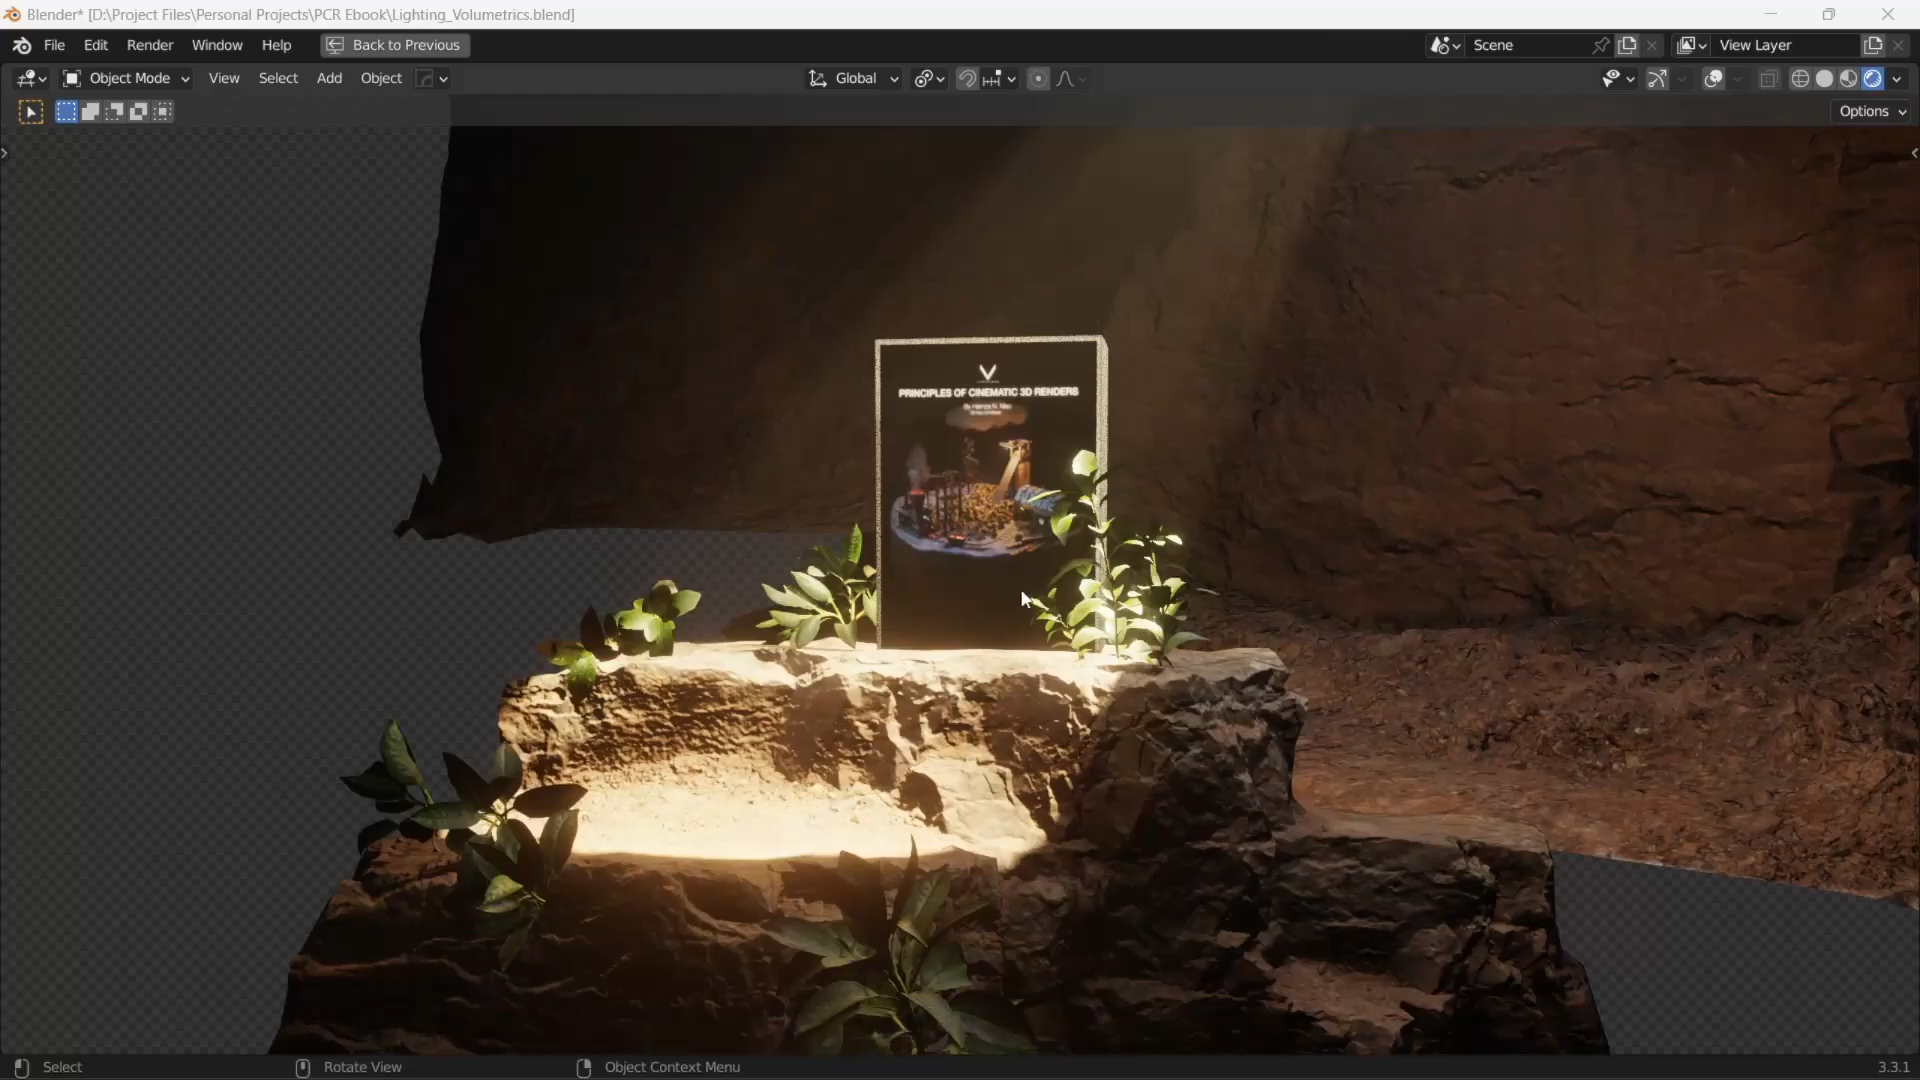 Blender* [D:\Project Files\Personal Projects\PCR Ebook\Lighting_Volumetrics.blend]
File Edit Render Window Help Back to Previous Scene View Layer
Object Mode View Select Add Object Global
Options
PRINCIPLES OF CINEMATIC 3D RENDERS
Select Rotate View Object Context Menu 3.3.1